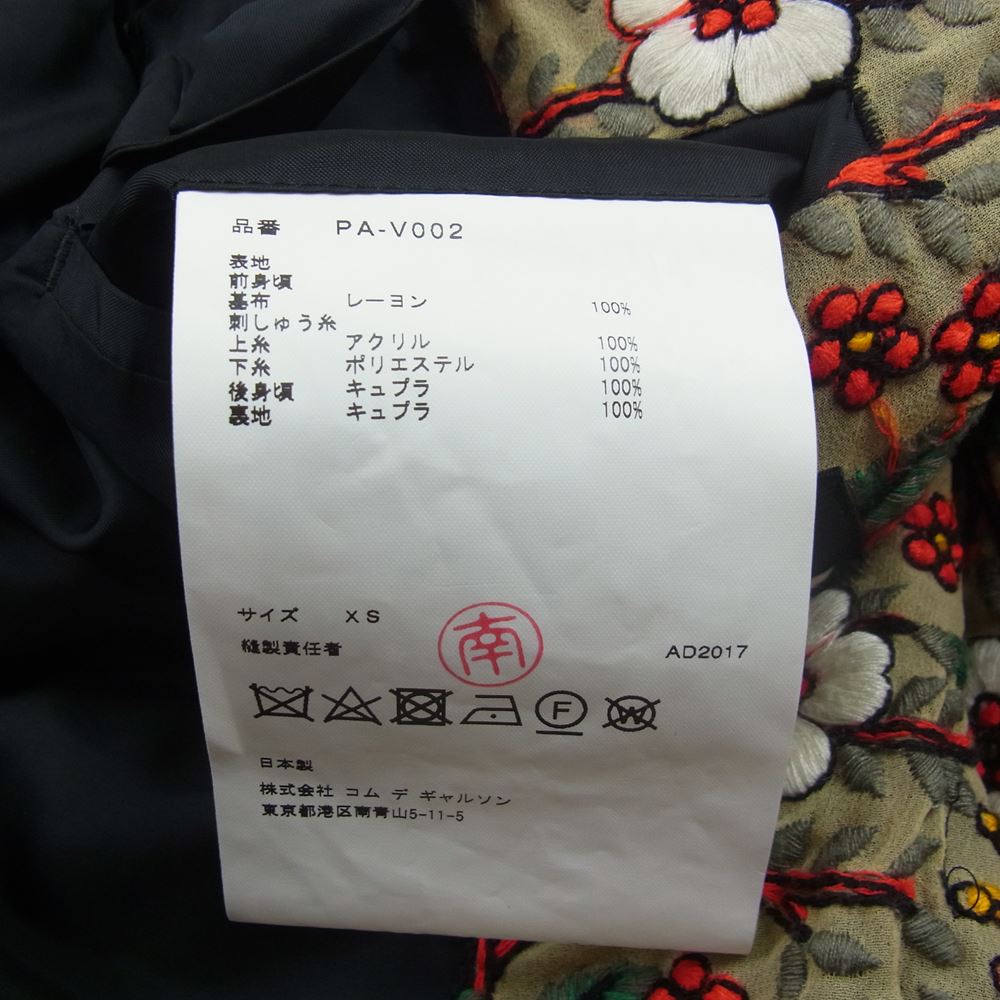 品番 PA-V002
表地
前身頃
基布 レーヨン 100%
刺しゅう糸
上糸 アクリル 100%
下糸 ポリエステル 100%
後身頃 キュプラ 100%
裏地 キュプラ 100%
サイズ XS
縫製責任者 南 AD2017
F W
日本製
株式会社 コム デ ギャルソン
東京都港区南青山5-11-5